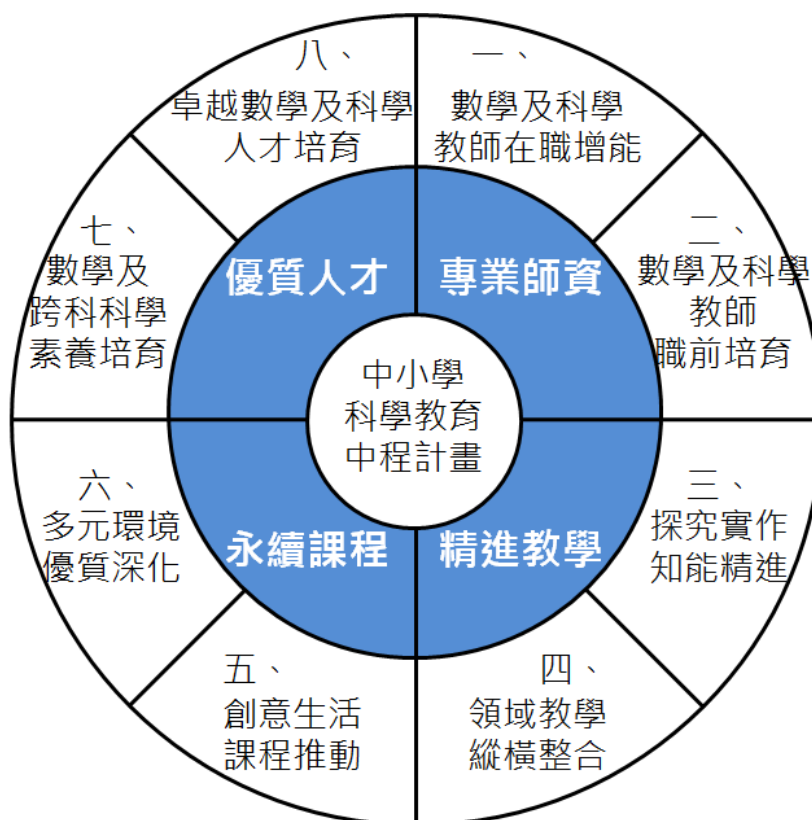 中小學
科學教育
中程計畫
專業師資
精進教學
永續課程
優質人才
一、
數學及科學
教師在職增能
二、
數學及科學
教師
職前培育
三、
探究實作
知能精進
四、
領域教學
縱橫整合
五、
創意生活
課程推動
六、
多元環境
優質深化
七、
數學及
跨科科學
素養培育
八、
卓越數學及科學
人才培育